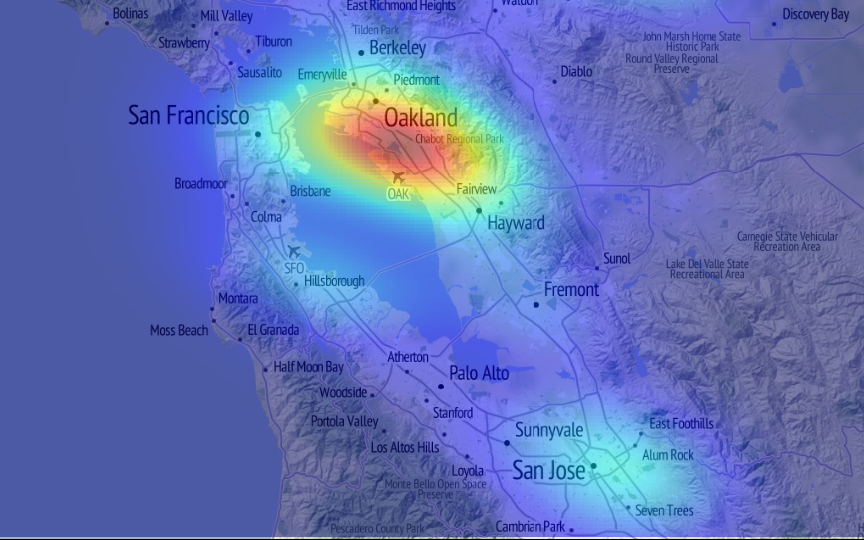 East Richmond Heights
Bolinas
Mill Valley
Discovery Bay
Strawberry
Tiburon
Tilden Park
Berkeley
John Marsh Home State
Historic Park
Round Valley Regional
Preserve
Sausalito
Emeryville
Piedmont
Diablo
San Francisco
Oakland
Chabot Regional Park
Broadmoor
Brisbane
OAK
Fairview
Colma
Hayward
Carnegie State Vehicular
Recreation Area
SFO
Sunol
Lake Del Valle State
Recreational Area
Hillsborough
Fremont
Montara
Moss Beach
El Granada
Atherton
Half Moon Bay
Palo Alto
Woodside
Stanford
Portola Valley
Sunnyvale
East Foothills
Los Altos Hills
Alum Rock
Loyola
San Jose
Monte Bello Open Space
Preserve
Seven Trees
Pescadero County Park
Cambrian Park